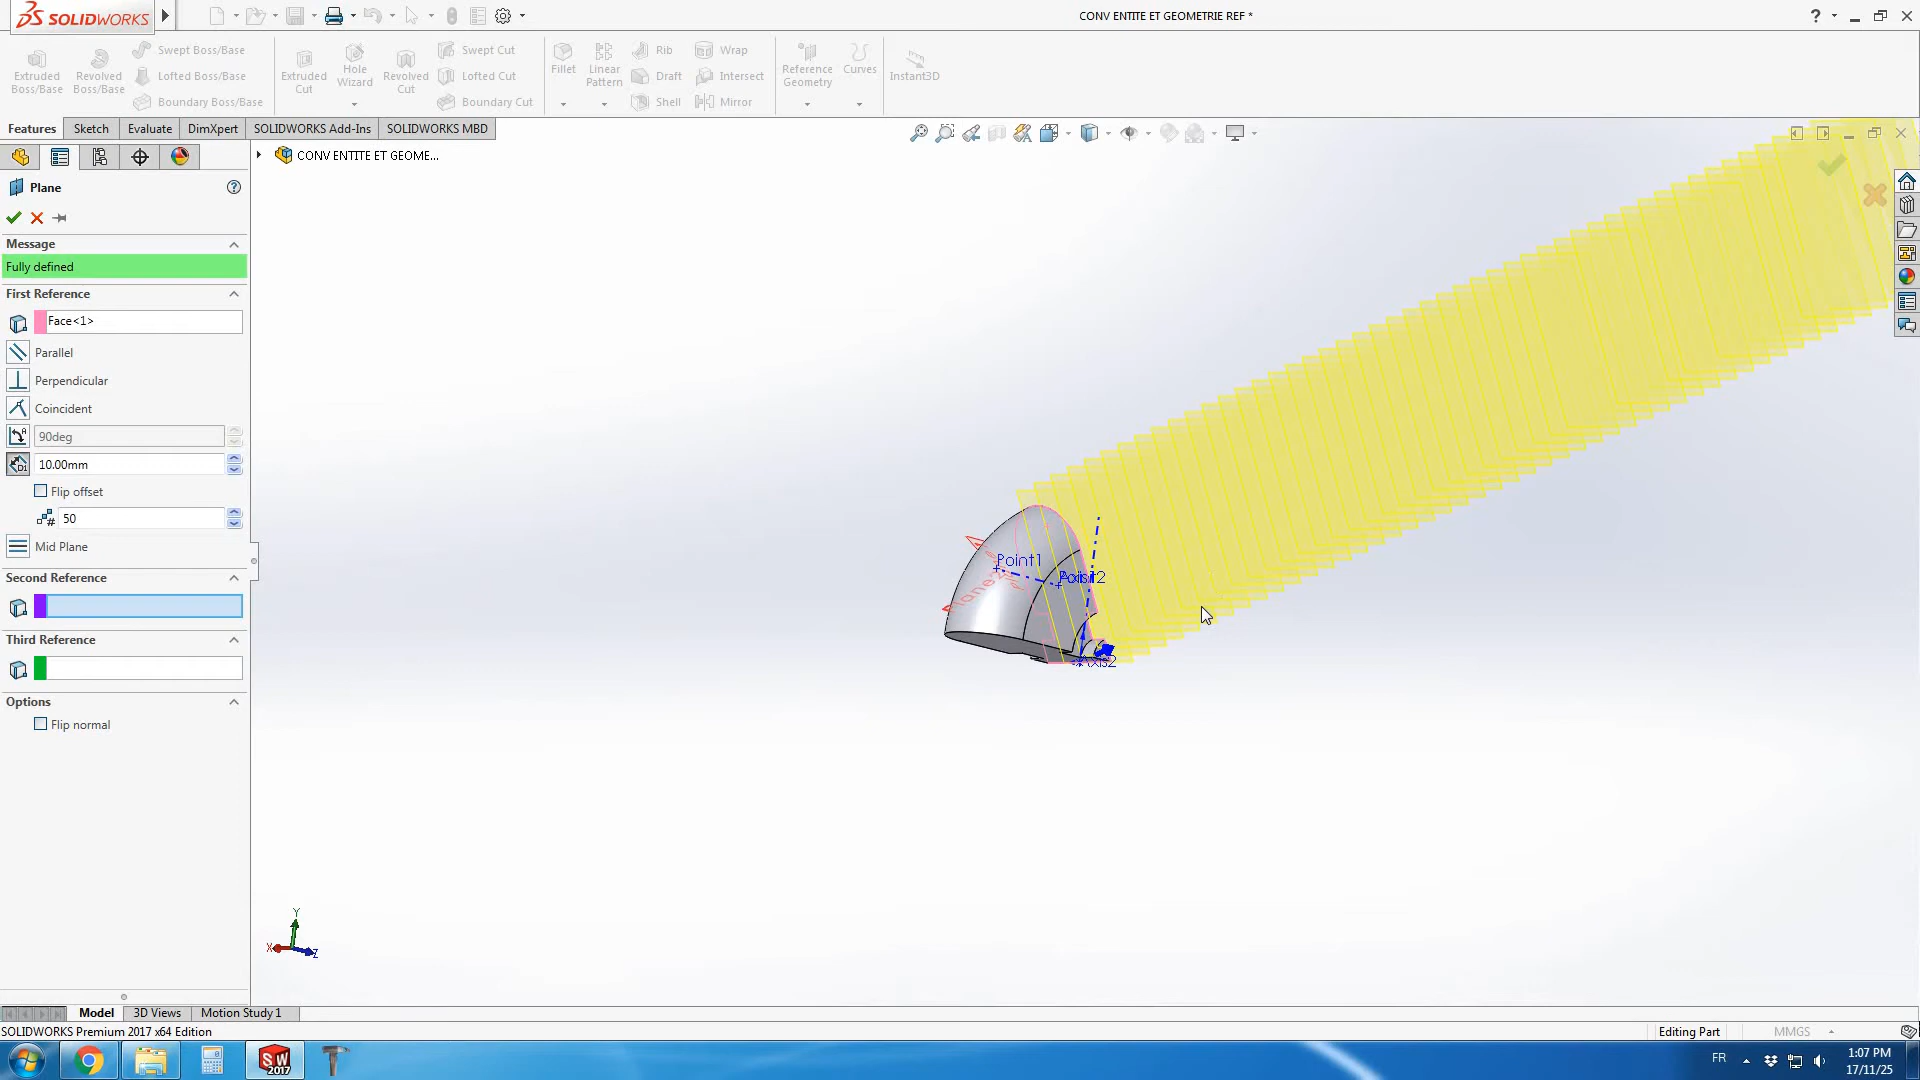 SOLIDWORKS
CONV ENTITE ET GEOMETRIE REF *
Extruded Boss/Base
Revolved Boss/Base
Swept Boss/Base
Lofted Boss/Base
Boundary Boss/Base
Extruded Cut
Hole Wizard
Revolved Cut
Swept Cut
Lofted Cut
Boundary Cut
Fillet
Linear Pattern
Rib
Draft
Shell
Wrap
Intersect
Mirror
Reference Geometry
Curves
Instant3D
Features
Sketch
Evaluate
DimXpert
SOLIDWORKS Add-Ins
SOLIDWORKS MBD
CONV ENTITE ET GEOME...
Plane
Message
Fully defined
First Reference
Face<1>
Parallel
Perpendicular
Coincident
90deg
10.00mm
Flip offset
50
Mid Plane
Second Reference
Third Reference
Options
Flip normal
Point1
Axis2
Y
X
Z
Model
3D Views
Motion Study 1
SOLIDWORKS Premium 2017 x64 Edition
Editing Part
MMGS
SW
2017
FR
1:07 PM
17/11/25